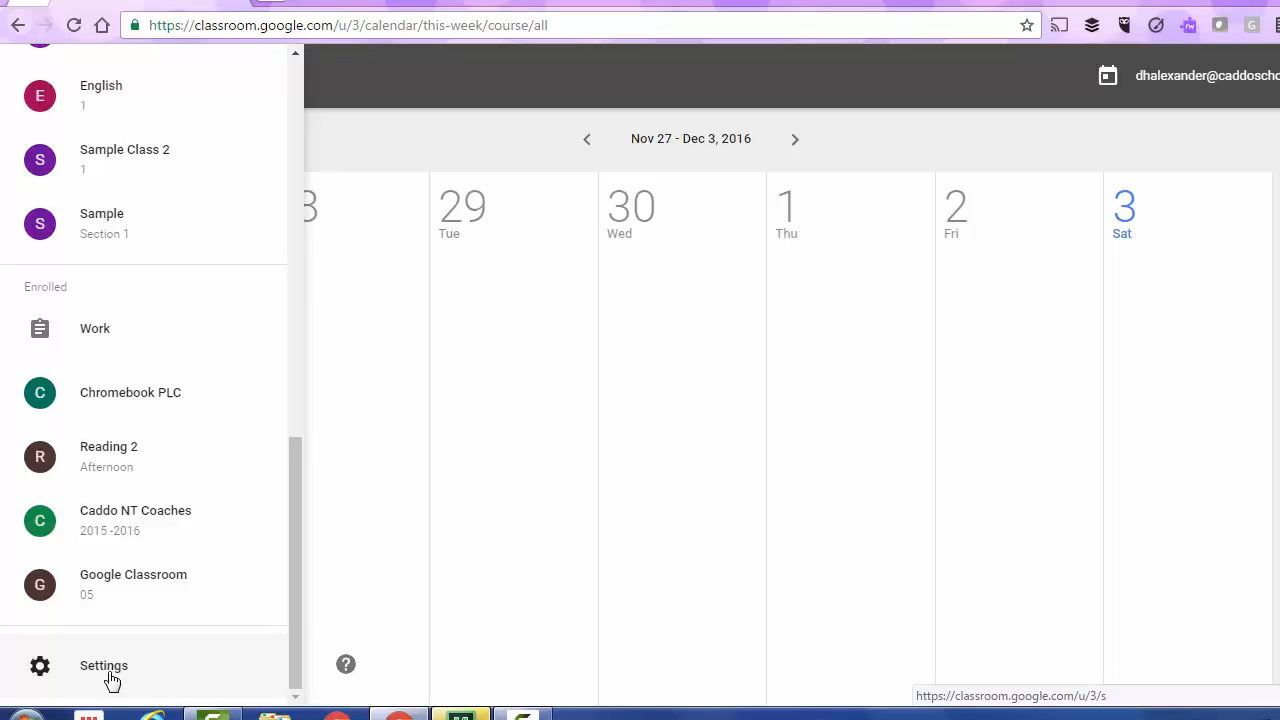 https://classroom.google.com/u/3/calendar/this-week/course/all
dhalexander@caddoscho
E English
1
S Sample Class 2
1
S Sample
Section 1
Enrolled
Work
C Chromebook PLC
R Reading 2
Afternoon
C Caddo NT Coaches
2015 -2016
G Google Classroom
05
Settings
Nov 27 - Dec 3, 2016
29 30 1 2 3
Tue Wed Thu Fri Sat
?
https://classroom.google.com/u/3/s